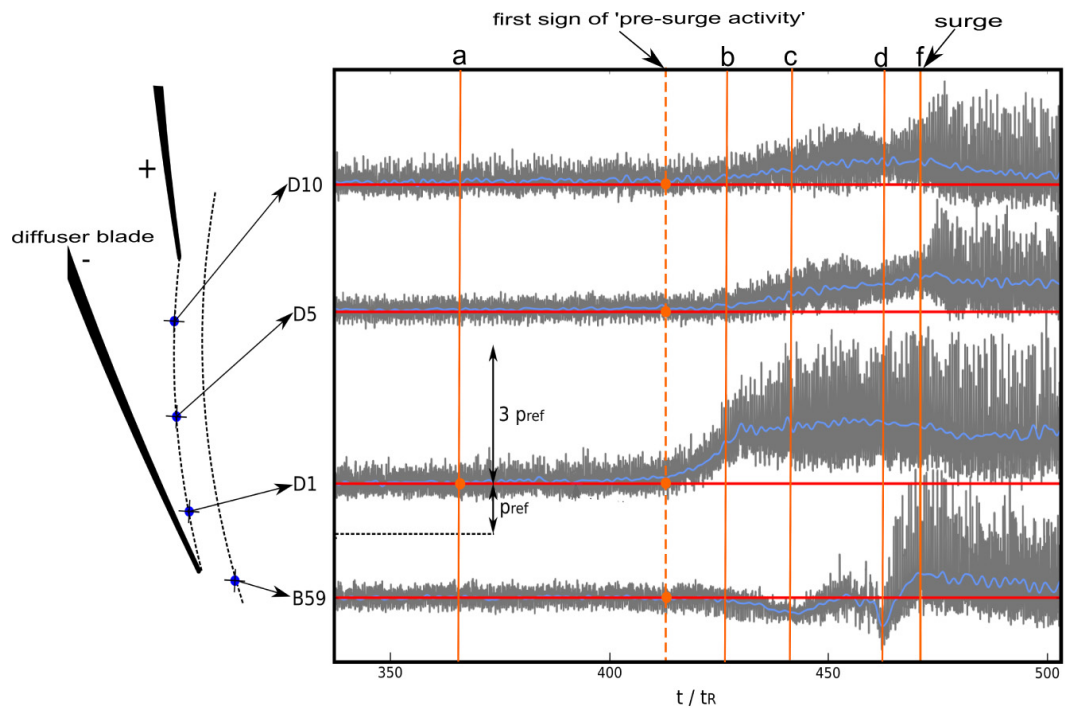 first sign of 'pre-surge activity'
surge
a
b
c
d
f
+
diffuser blade
-
D10
D5
D1
B59
3 pref
pref
350
400
450
500
t / tR